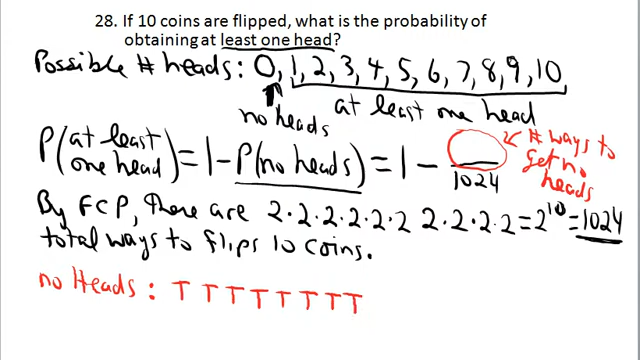 28. If 10 coins are flipped, what is the probability of
obtaining at least one head?
Possible # heads: 0, 1, 2, 3, 4, 5, 6, 7, 8, 9, 10
no heads
at least one head
P(at least one head) = 1 - P(no heads) = 1 - __/1024
# ways to
get no
heads
By FCP, There are 2·2·2·2·2·2 2·2·2·2 = 2^10 = 1024
total ways to flips 10 coins.
no Heads : T T T T T T T T